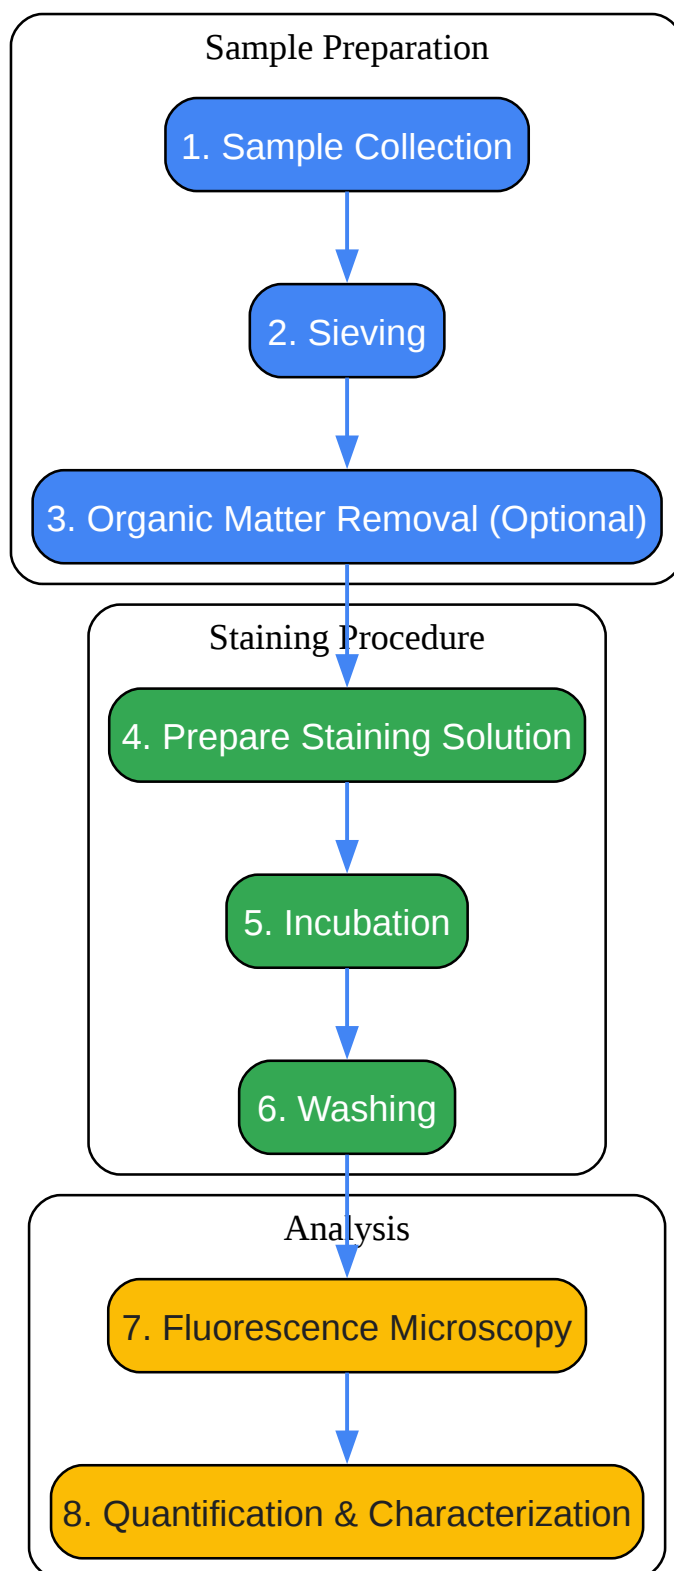 Sample Preparation
1. Sample Collection
2. Sieving
3. Organic Matter Removal (Optional)
Staining Procedure
4. Prepare Staining Solution
5. Incubation
6. Washing
Analysis
7. Fluorescence Microscopy
8. Quantification & Characterization